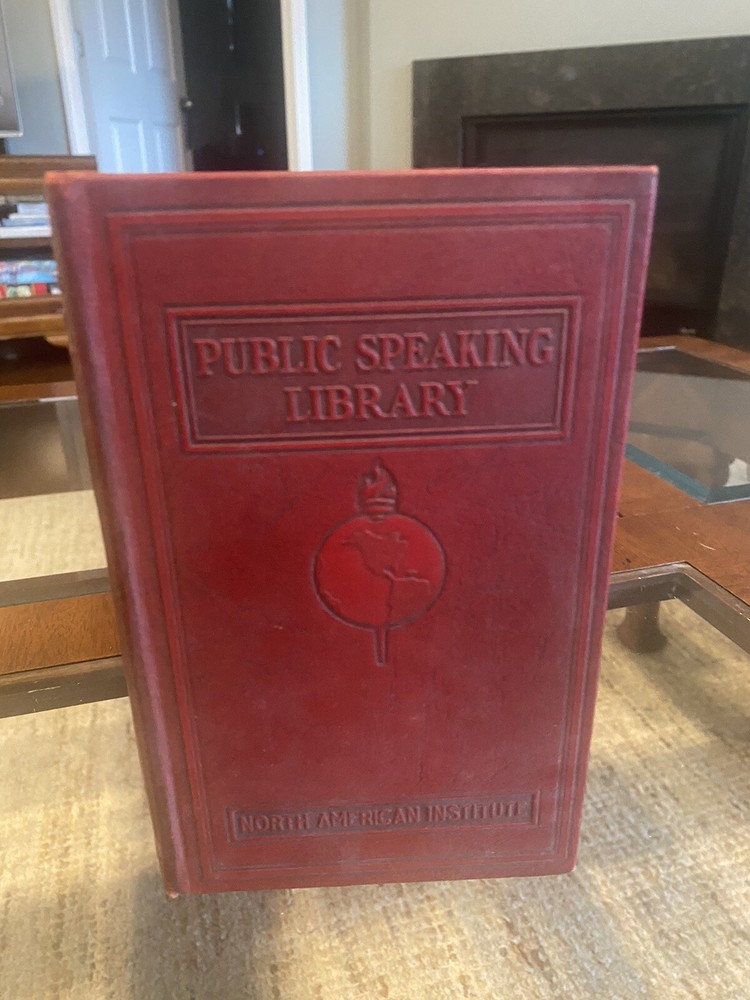 PUBLIC SPEAKING
LIBRARY
NORTH AMERICAN INSTITUTE